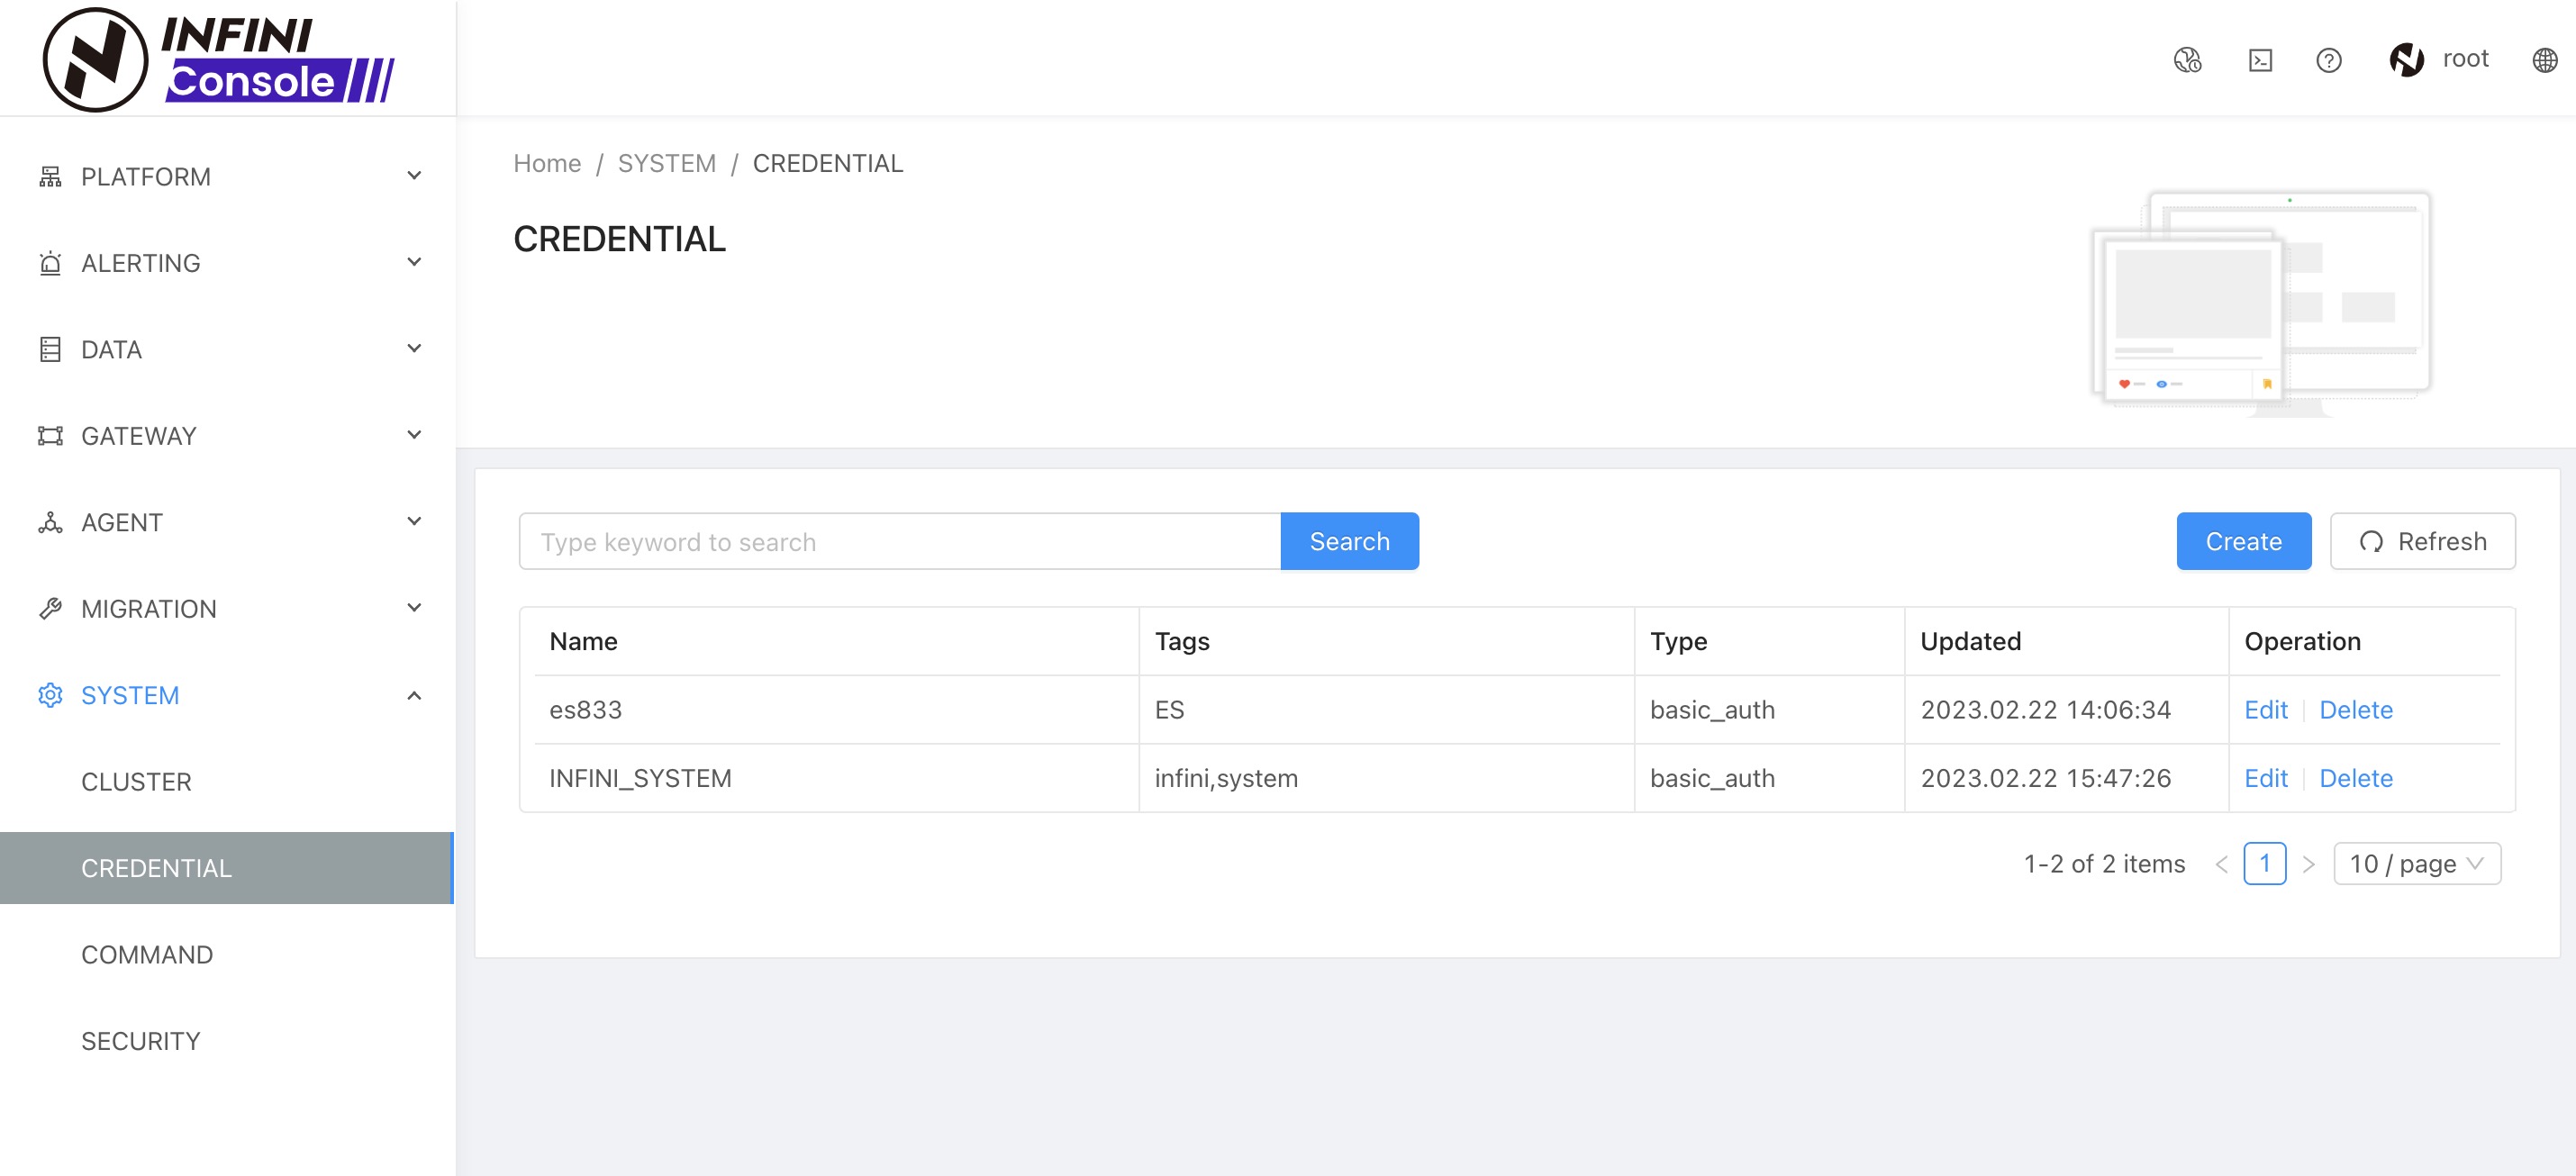 INFINI
Console
root
PLATFORM
ALERTING
DATA
GATEWAY
AGENT
MIGRATION
SYSTEM
CLUSTER
CREDENTIAL
COMMAND
SECURITY
Home / SYSTEM / CREDENTIAL
CREDENTIAL
Type keyword to search Search Create Refresh
Name Tags Type Updated Operation
es833 ES basic_auth 2023.02.22 14:06:34 Edit Delete
INFINI_SYSTEM infini,system basic_auth 2023.02.22 15:47:26 Edit Delete
1-2 of 2 items < 1 > 10 / page